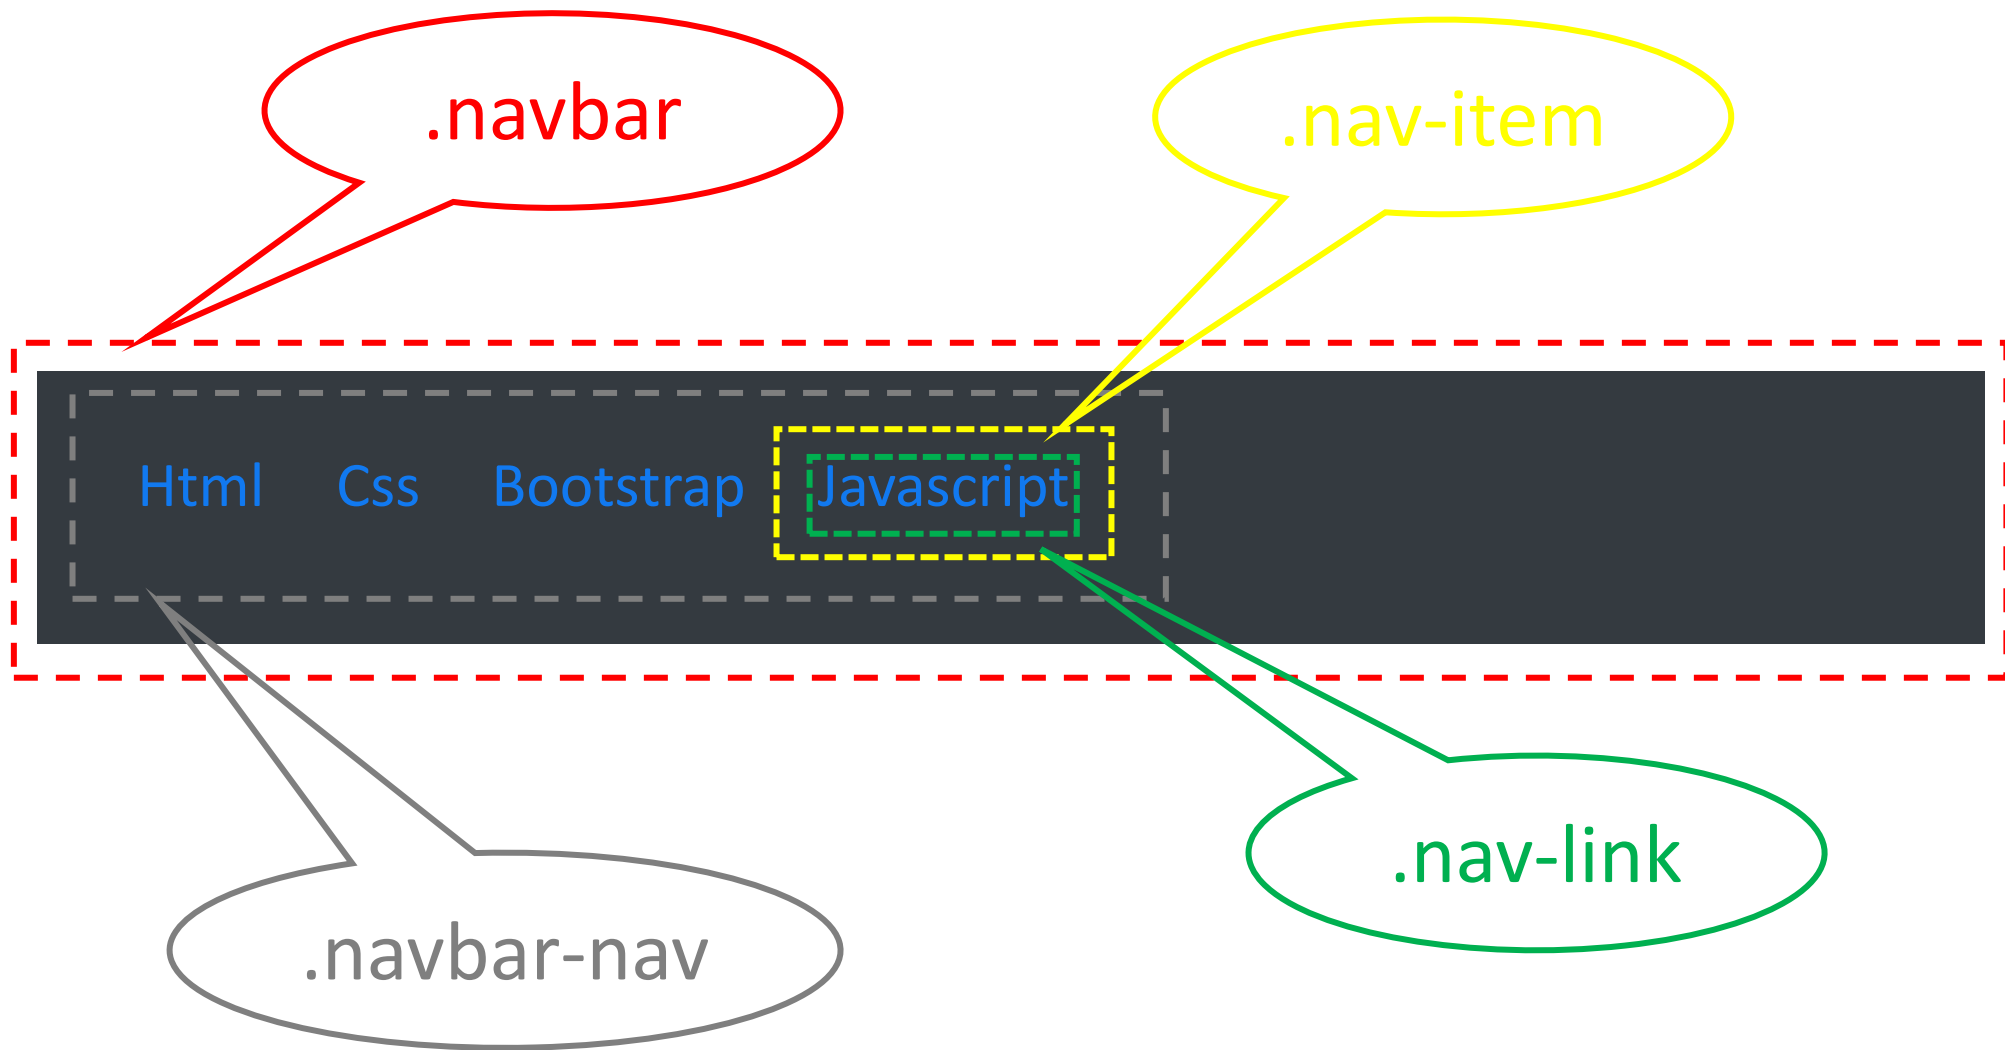 .navbar
.nav-item
Html Css Bootstrap Javascript
.nav-link
.navbar-nav